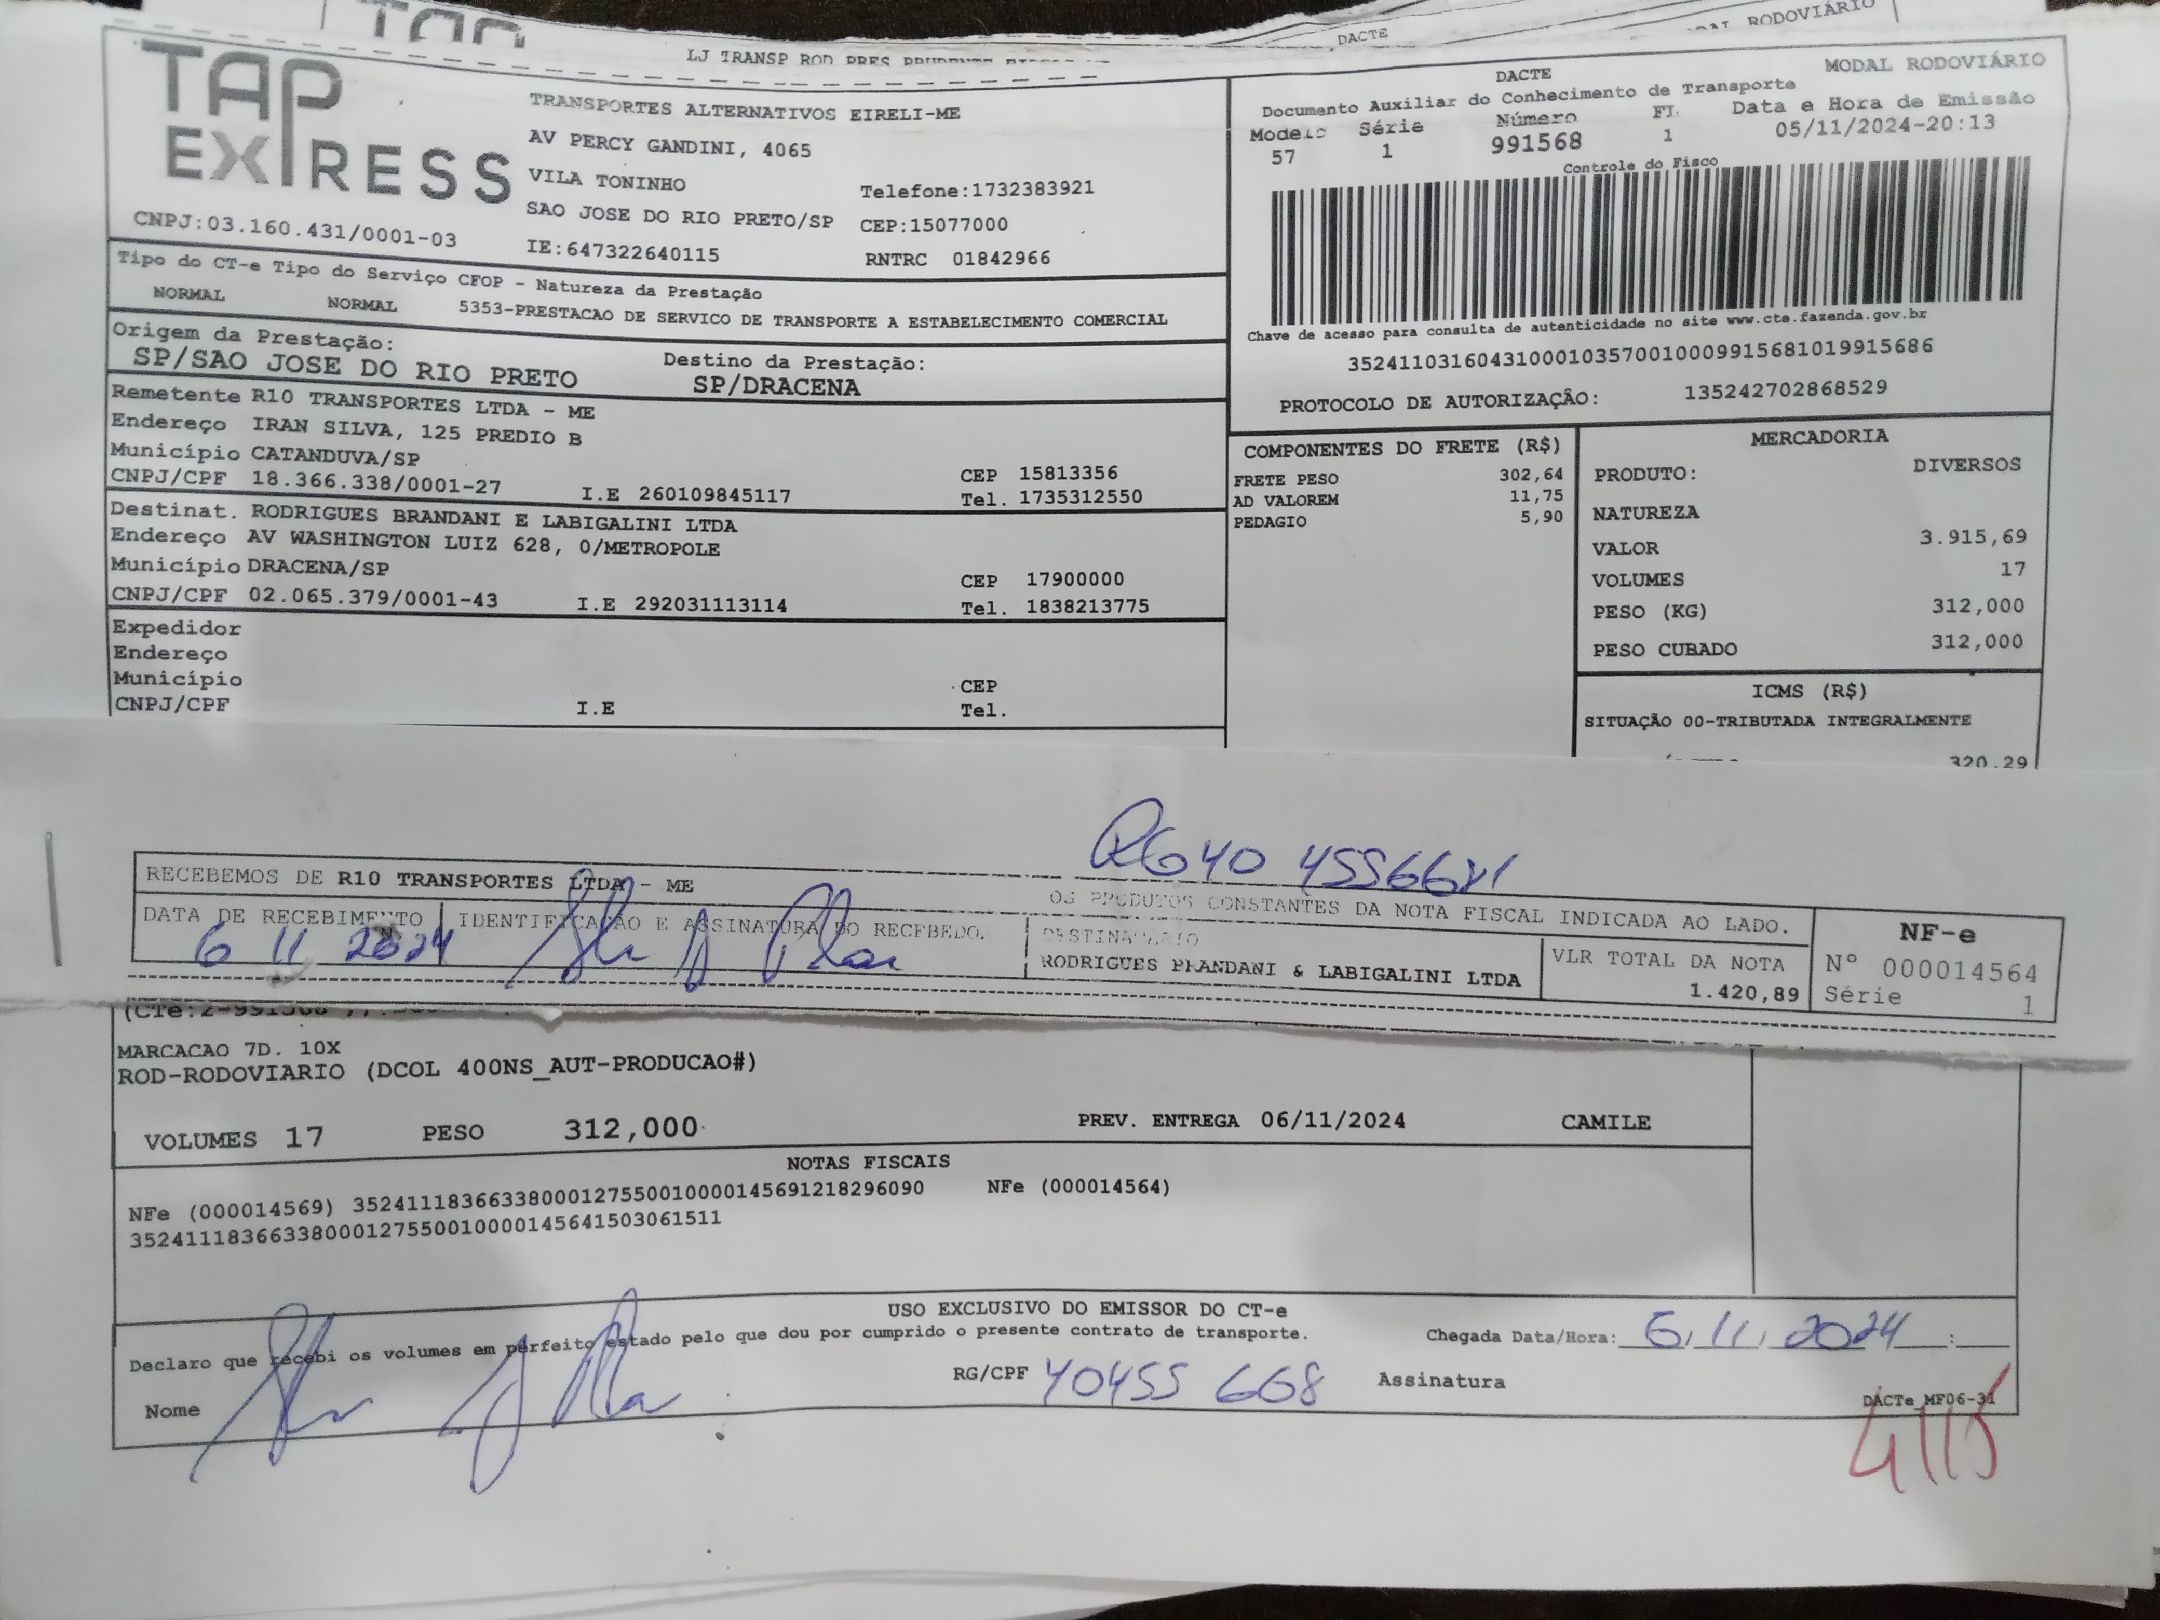 LJ TRANSP ROD PRES PRUDENTE
DACTE
MODAL RODOVIÁRIO
TAP EXPRESS
CNPJ:03.160.431/0001-03
TRANSPORTES ALTERNATIVOS EIRELI-ME
AV PERCY GANDINI, 4065
VILA TONINHO
Telefone:1732383921
SAO JOSE DO RIO PRETO/SP CEP:15077000
IE:647322640115 RNTRC 01842966
DACTE MODAL RODOVIÁRIO
Documento Auxiliar do Conhecimento de Transporte
Modelo Série Número FL Data e Hora de Emissão
57 1 991568 1 05/11/2024-20:13
Controle do Fisco
Chave de acesso para consulta de autenticidade no site www.cte.fazenda.gov.br
35241103160431000103570010009915681019915686
PROTOCOLO DE AUTORIZAÇÃO: 135242702868529
Tipo do CT-e Tipo do Serviço CFOP - Natureza da Prestação
NORMAL NORMAL 5353-PRESTACAO DE SERVICO DE TRANSPORTE A ESTABELECIMENTO COMERCIAL
Origem da Prestação: Destino da Prestação:
SP/SAO JOSE DO RIO PRETO SP/DRACENA
Remetente R10 TRANSPORTES LTDA - ME
Endereço IRAN SILVA, 125 PREDIO B
Município CATANDUVA/SP CEP 15813356
CNPJ/CPF 18.366.338/0001-27 I.E 260109845117 Tel. 1735312550
Destinat. RODRIGUES BRANDANI E LABIGALINI LTDA
Endereço AV WASHINGTON LUIZ 628, 0/METROPOLE
Município DRACENA/SP CEP 17900000
CNPJ/CPF 02.065.379/0001-43 I.E 292031113114 Tel. 1838213775
Expedidor
Endereço
Município CEP
CNPJ/CPF I.E Tel.
COMPONENTES DO FRETE (R$)
FRETE PESO 302,64
AD VALOREM 11,75
PEDAGIO 5,90
MERCADORIA
PRODUTO: DIVERSOS
NATUREZA
VALOR 3.915,69
VOLUMES 17
PESO (KG) 312,000
PESO CUBADO 312,000
ICMS (R$)
SITUAÇÃO 00-TRIBUTADA INTEGRALMENTE
320,29
RECEBEMOS DE R10 TRANSPORTES LTDA - ME OS PRODUTOS CONSTANTES DA NOTA FISCAL INDICADA AO LADO.
DATA DE RECEBIMENTO IDENTIFICAÇÃO E ASSINATURA DO RECEBEDO
6 11 2024
DESTINATÁRIO
RODRIGUES BRANDANI & LABIGALINI LTDA
VLR TOTAL DA NOTA
1.420,89
NF-e
Nº 000014564
Série 1
MARCACAO 7D. 10X
ROD-RODOVIARIO (DCOL 400NS_AUT-PRODUCAO#)
VOLUMES 17 PESO 312,000 PREV. ENTREGA 06/11/2024 CAMILE
NOTAS FISCAIS
NFe (000014569) 35241118366338000127550010000145691218296090 NFe (000014564)
35241118366338000127550010000145641503061511
USO EXCLUSIVO DO EMISSOR DO CT-e
Declaro que recebi os volumes em perfeito estado pelo que dou por cumprido o presente contrato de transporte.
Chegada Data/Hora: 6/11/2024 :
Nome RG/CPF 40455 668 Assinatura
DACTe_MF06-31